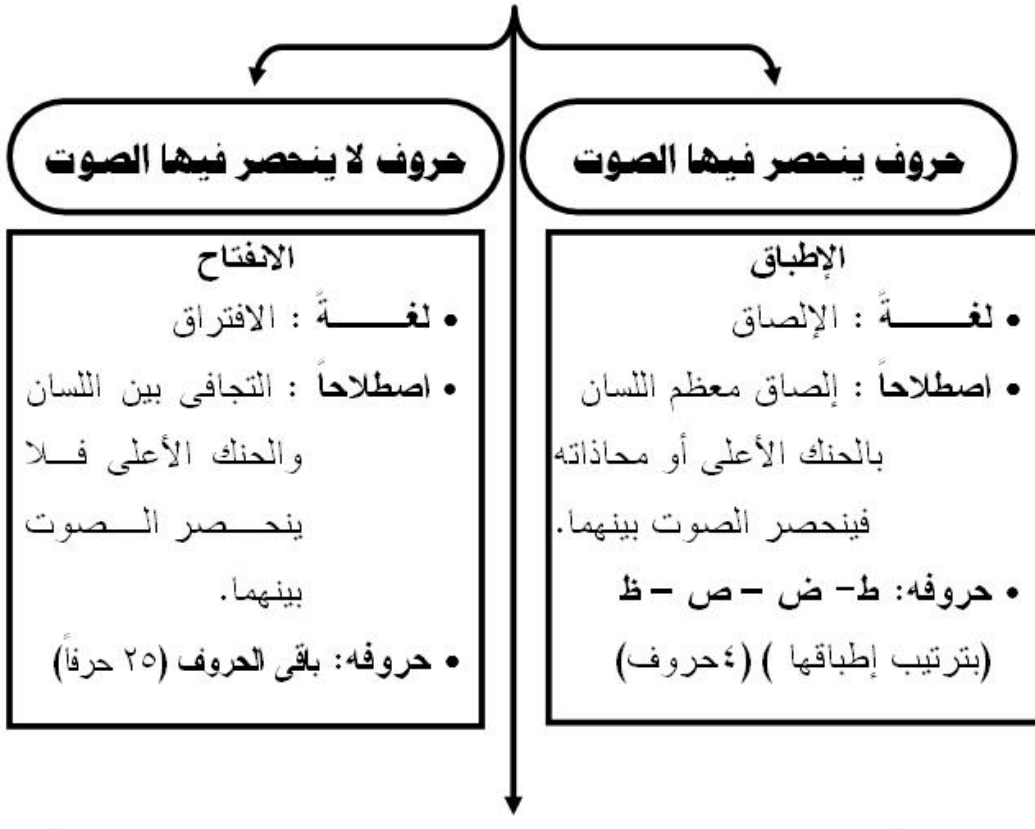 حروف ينحصر فيها الصوت
حروف لا ينحصر فيها الصوت
الإطباق
• لغــــــةً : الإلصاق
• اصطلاحاً : إلصاق معظم اللسان
بالحنك الأعلى أو محاذاته
فينحصر الصوت بينهما.
• حروفه: ط– ض – ص – ظ
(بترتيب إطباقها ) (٤حروف)
الانفتاح
• لغــــــةً : الافتراق
• اصطلاحاً : التجافى بين اللسان
والحنك الأعلى فــلا
ينحـــصر الـــصوت
بينهما.
• حروفه: باقى الحروف (٢٥ حرفاً)